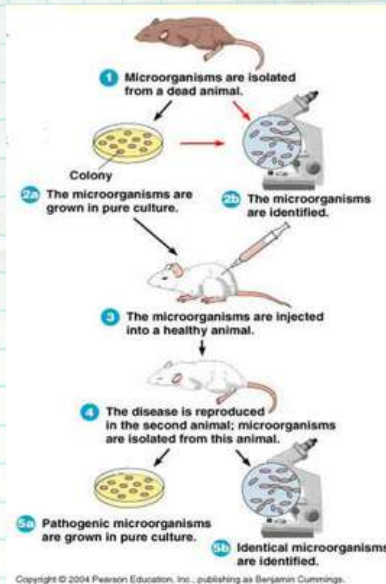 1 Microorganisms are isolated
from a dead animal.
Colony
2a The microorganisms are
grown in pure culture.
2b The microorganisms
are identified.
3 The microorganisms are injected
into a healthy animal.
4 The disease is reproduced
in the second animal; microorganisms
are isolated from this animal.
5a Pathogenic microorganisms
are grown in pure culture.
5b Identical microorganisms
are identified.
Copyright © 2004 Pearson Education, Inc., publishing as Benjamin Cummings.